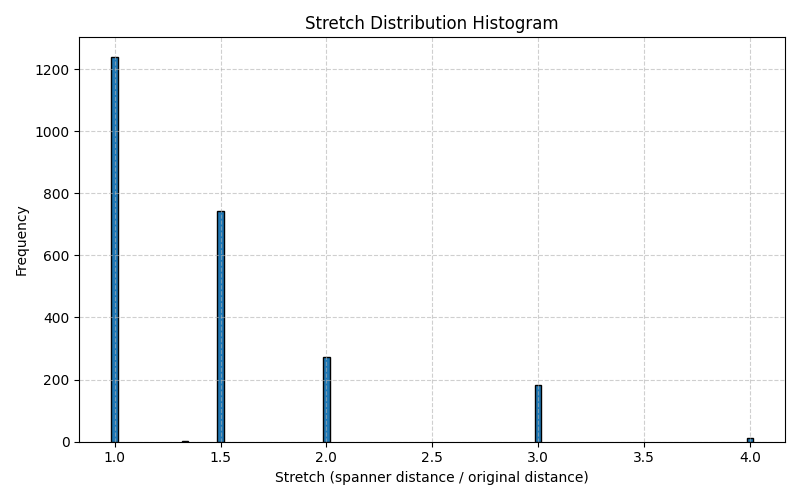 Stretch Distribution Histogram
Frequency
1200
1000
800
600
400
200
0
1.0 1.5 2.0 2.5 3.0 3.5 4.0
Stretch (spanner distance / original distance)